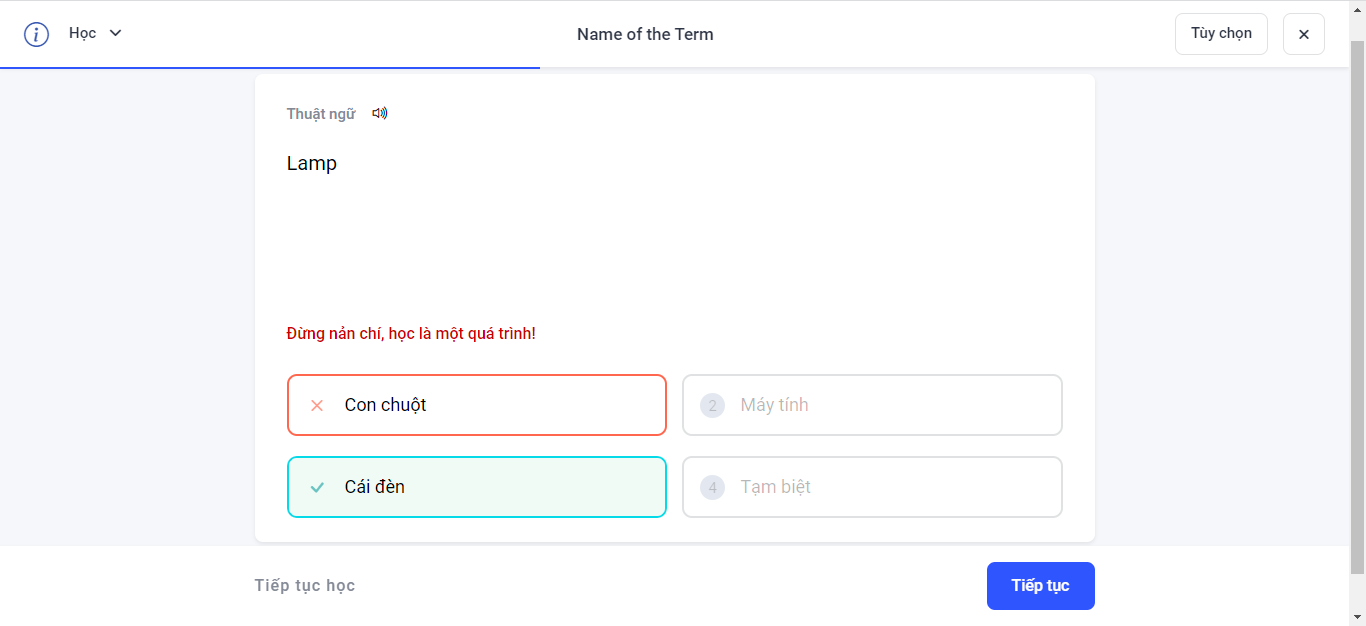 Học
Name of the Term
Tùy chọn
Thuật ngữ
Lamp
Đừng nản chí, học là một quá trình!
Con chuột
2 Máy tính
Cái đèn
4 Tạm biệt
Tiếp tục học
Tiếp tục